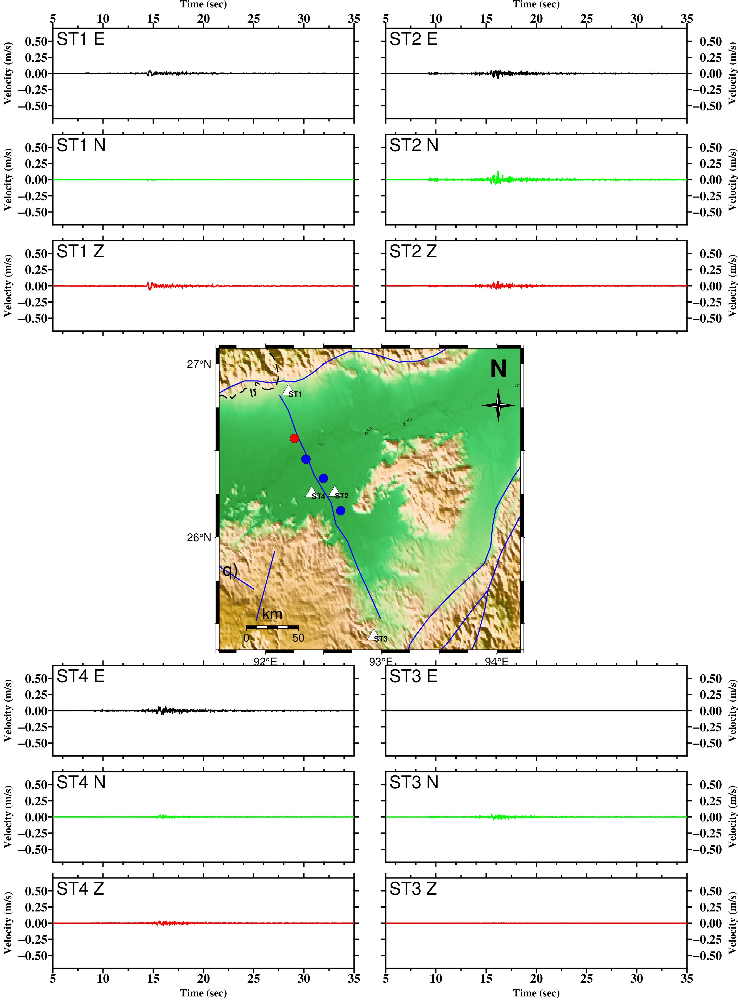 Time (sec) Time (sec)
5 10 15 20 25 30 35 5 10 15 20 25 30 35
ST1 E ST2 E
0.50 0.50
0.25 0.25
0.00 0.00
−0.25 −0.25
−0.50 −0.50
Velocity (m/s) Velocity (m/s)
ST1 N ST2 N
0.50 0.50
0.25 0.25
0.00 0.00
−0.25 −0.25
−0.50 −0.50
Velocity (m/s) Velocity (m/s)
ST1 Z ST2 Z
0.50 0.50
0.25 0.25
0.00 0.00
−0.25 −0.25
−0.50 −0.50
Velocity (m/s) Velocity (m/s)
27°N
N
ST1
ST4 ST2
26°N
q)
km
0 50
ST3
92°E 93°E 94°E
ST4 E ST3 E
0.50 0.50
0.25 0.25
0.00 0.00
−0.25 −0.25
−0.50 −0.50
Velocity (m/s) Velocity (m/s)
ST4 N ST3 N
0.50 0.50
0.25 0.25
0.00 0.00
−0.25 −0.25
−0.50 −0.50
Velocity (m/s) Velocity (m/s)
ST4 Z ST3 Z
0.50 0.50
0.25 0.25
0.00 0.00
−0.25 −0.25
−0.50 −0.50
Velocity (m/s) Velocity (m/s)
5 10 15 20 25 30 35 5 10 15 20 25 30 35
Time (sec) Time (sec)